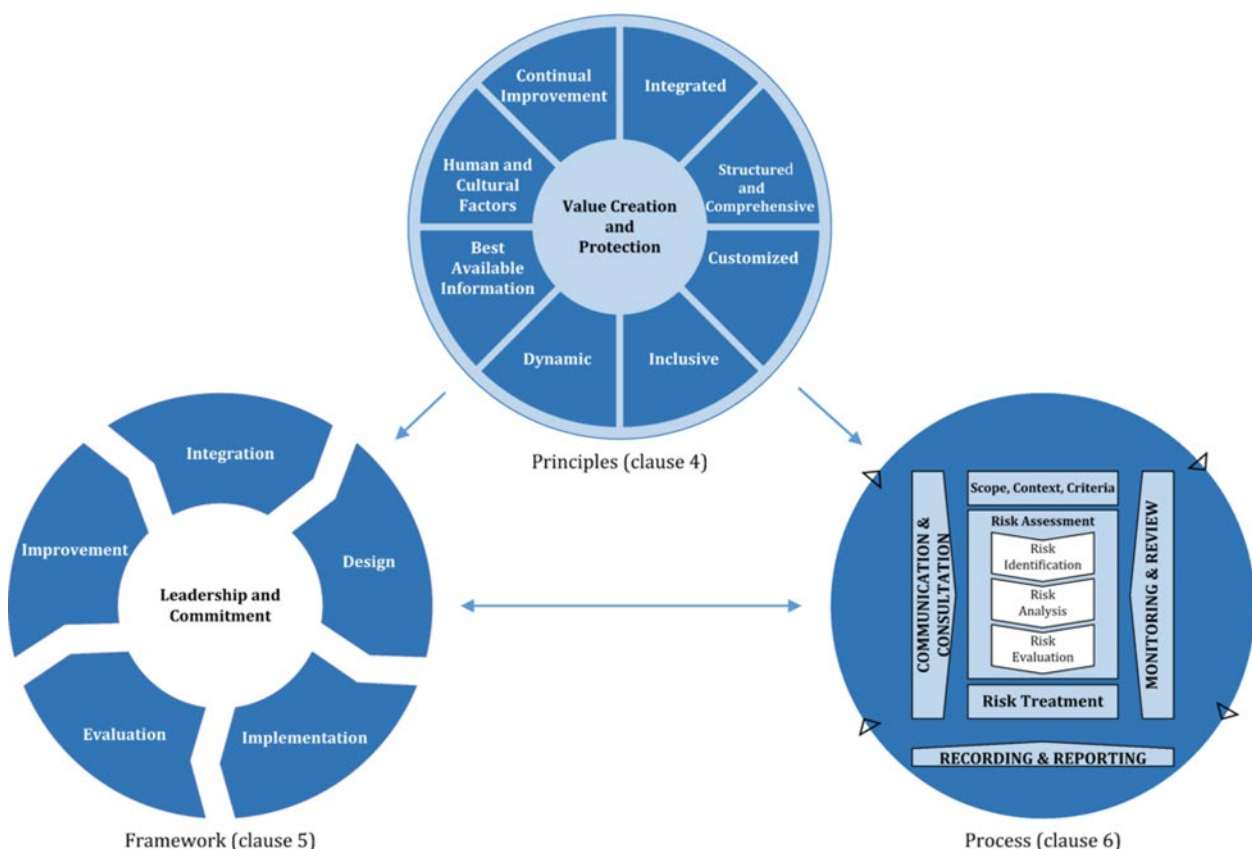 Continual
Improvement
Integrated
Structured
and
Comprehensive
Customized
Inclusive
Dynamic
Best
Available
Information
Human and
Cultural
Factors
Value Creation
and
Protection
Principles (clause 4)
Integration
Design
Implementation
Evaluation
Improvement
Leadership and
Commitment
Framework (clause 5)
Scope, Context, Criteria
Risk Assessment
Risk
Identification
Risk
Analysis
Risk
Evaluation
Risk Treatment
COMMUNICATION &
CONSULTATION
MONITORING & REVIEW
RECORDING & REPORTING
Process (clause 6)